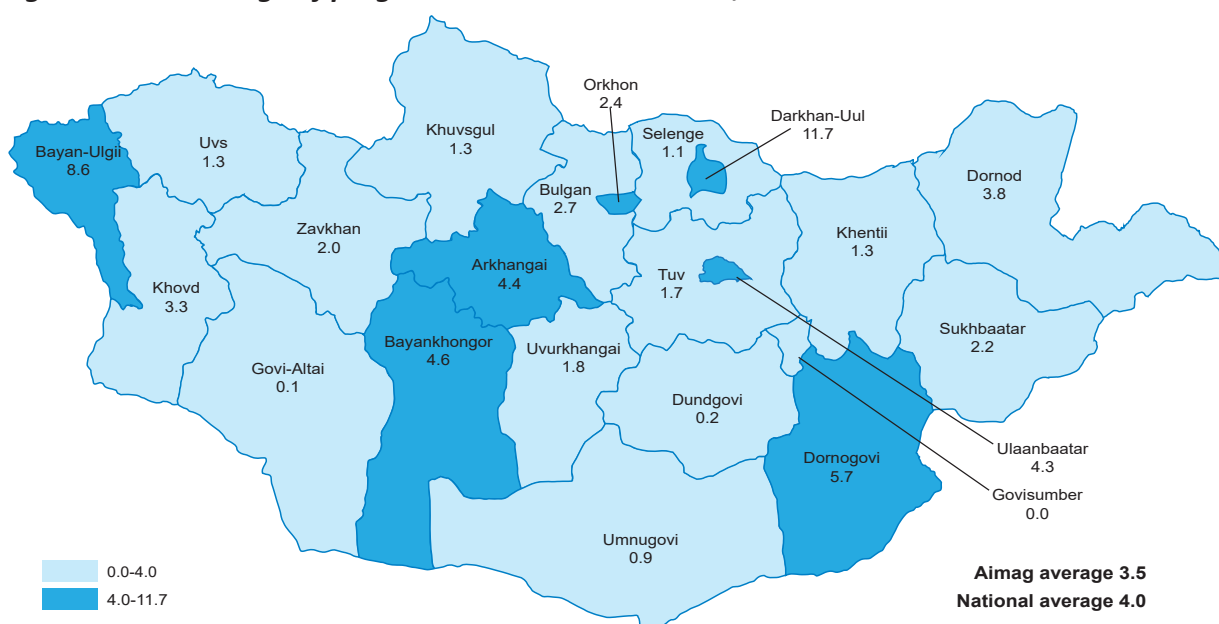 Orkhon
2.4
Darkhan-Uul
11.7
Selenge
1.1
Khuvsgul
1.3
Uvs
1.3
Bayan-Ulgii
8.6
Dornod
3.8
Bulgan
2.7
Khentii
1.3
Zavkhan
2.0
Arkhangai
4.4
Tuv
1.7
Khovd
3.3
Sukhbaatar
2.2
Bayankhongor
4.6
Uvurkhangai
1.8
Govi-Altai
0.1
Dundgovi
0.2
Ulaanbaatar
4.3
Dornogovi
5.7
Govisumber
0.0
Umnugovi
0.9
0.0-4.0
4.0-11.7
Aimag average 3.5
National average 4.0